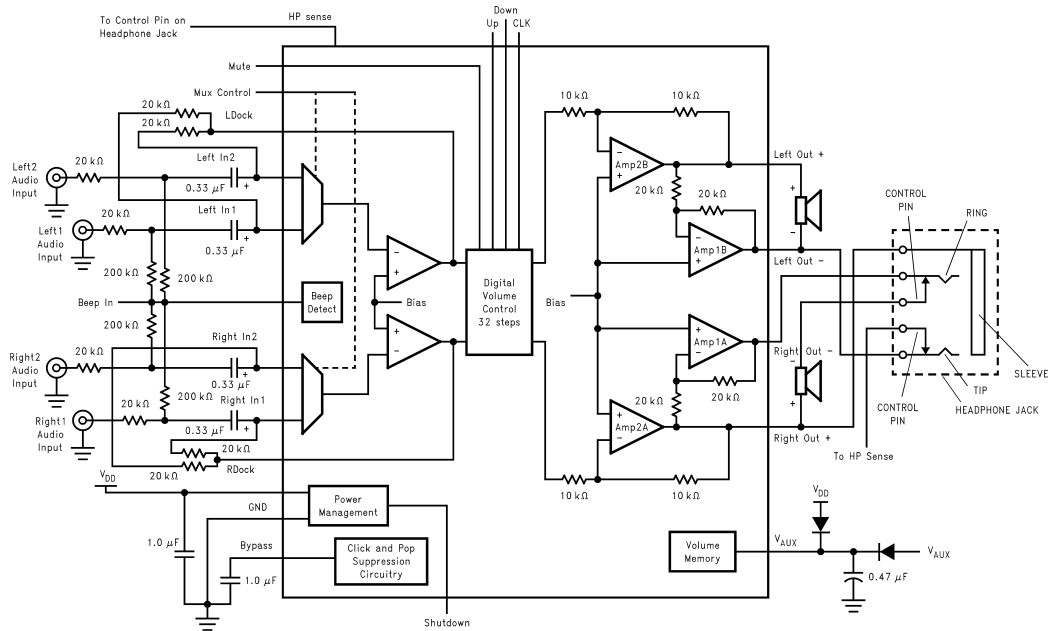 To Control Pin on
Headphone Jack
HP sense
Down
Up
CLK
Mute
Mux Control
20 kΩ
LDock
20 kΩ
10 kΩ
10 kΩ
Left2
Audio
Input
20 kΩ
Left In2
0.33 µF
+
Amp2B
-
+
Left Out +
20 kΩ
20 kΩ
+
-
CONTROL
PIN
RING
20 kΩ
Left1
Audio
Input
Left In1
0.33 µF
+
-
+
Amp1B
-
+
Left Out -
200 kΩ
200 kΩ
Beep In
Beep
Detect
Bias
Digital
Volume
Control
32 steps
Bias
200 kΩ
Right2
Audio
Input
20 kΩ
Right In2
0.33 µF
+
+
-
+
Amp1A
-
Right Out -
-
+
SLEEVE
200 kΩ
20 kΩ
20 kΩ
TIP
CONTROL
PIN
HEADPHONE JACK
Right1
Audio
Input
20 kΩ
Right In1
0.33 µF
+
+
Amp2A
-
Right Out +
To HP Sense
20 kΩ
20 kΩ
RDock
10 kΩ
10 kΩ
VDD
GND
Power
Management
1.0 µF
Bypass
1.0 µF
Click and Pop
Suppression
Circuitry
Shutdown
Volume
Memory
VDD
VAUX
VAUX
0.47 µF